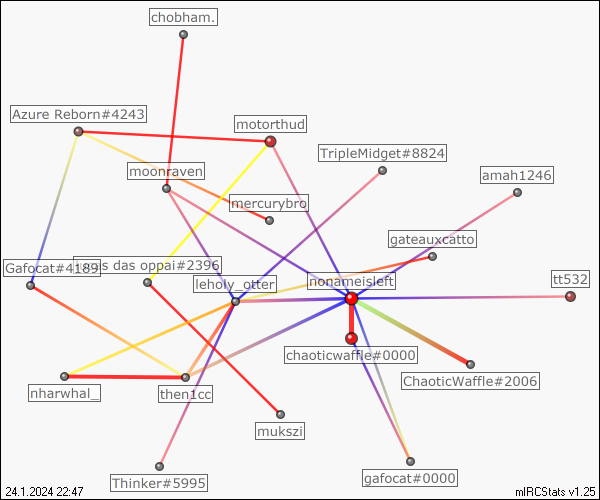 chobham.
Azure Reborn#4243
motorthud
TripleMidget#8824
moonraven
amah1246
mercurybro
gateauxcatto
Gafocat#4189
das oppai#2396
nonameisleft
tt532
leholy_otter
chaoticwaffle#0000
ChaoticWaffle#2006
nharwhal_
then1cc
mukszi
Thinker#5995
gafocat#0000
24.1.2024 22:47
mIRCStats v1.25